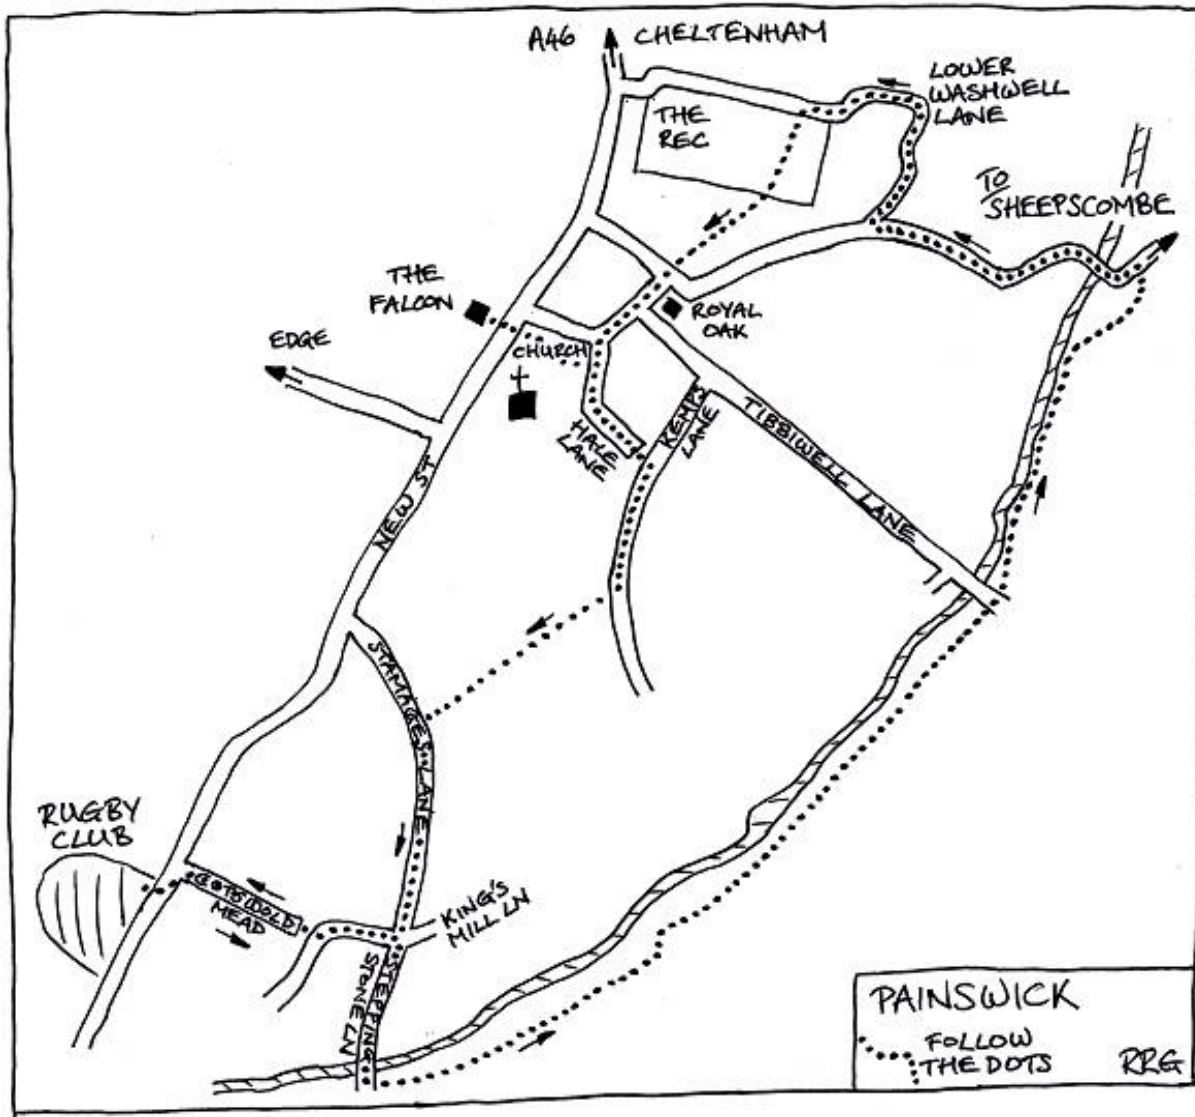 A46 CHELTENHAM
LOWER
WASHWELL
LANE
THE
REC
TO
SHEEPSCOMBE
THE
FALCON
ROYAL
OAK
EDGE
CHURCH
HALE
LANE
KEMPS
LANE
TIBBIWELL LANE
NEW ST
STAMAGES LANE
RUGBY
CLUB
COTSWOLD
MEAD
KING'S
MILL LN
STEPPING
STONE LN
PAINSWICK
FOLLOW
THE DOTS
RRG